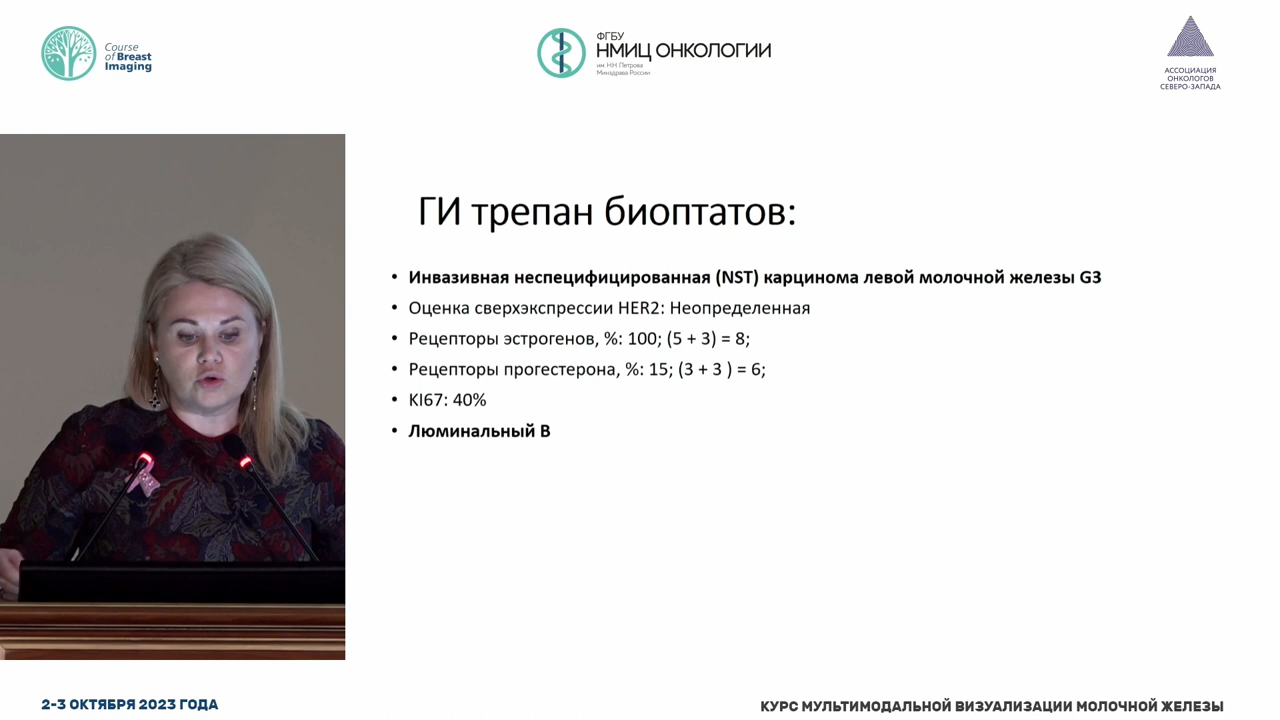 Course
of Breast
Imaging
ФГБУ
НМИЦ ОНКОЛОГИИ
им. Н.Н. Петрова
Минздрава России
АССОЦИАЦИЯ
ОНКОЛОГОВ
СЕВЕРО-ЗАПАДА
ГИ трепан биоптатов:
• Инвазивная неспецифицированная (NST) карцинома левой молочной железы G3
• Оценка сверхэкспрессии HER2: Неопределенная
• Рецепторы эстрогенов, %: 100; (5 + 3) = 8;
• Рецепторы прогестерона, %: 15; (3 + 3 ) = 6;
• KI67: 40%
• Люминальный В
2-3 ОКТЯБРЯ 2023 ГОДА
КУРС МУЛЬТИМОДАЛЬНОЙ ВИЗУАЛИЗАЦИИ МОЛОЧНОЙ ЖЕЛЕЗЫ